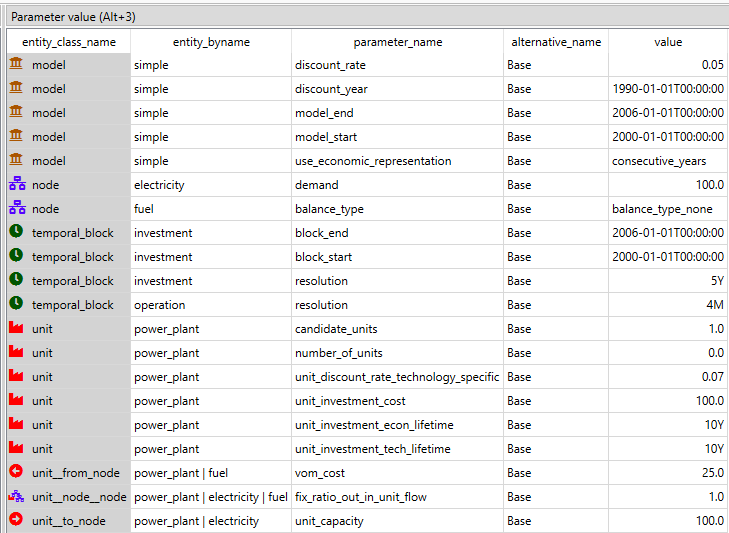 Parameter value (Alt+3)
entity_class_name entity_byname parameter_name alternative_name value
model simple discount_rate Base 0.05
model simple discount_year Base 1990-01-01T00:00:00
model simple model_end Base 2006-01-01T00:00:00
model simple model_start Base 2000-01-01T00:00:00
model simple use_economic_representation Base consecutive_years
node electricity demand Base 100.0
node fuel balance_type Base balance_type_none
temporal_block investment block_end Base 2006-01-01T00:00:00
temporal_block investment block_start Base 2000-01-01T00:00:00
temporal_block investment resolution Base 5Y
temporal_block operation resolution Base 4M
unit power_plant candidate_units Base 1.0
unit power_plant number_of_units Base 0.0
unit power_plant unit_discount_rate_technology_specific Base 0.07
unit power_plant unit_investment_cost Base 100.0
unit power_plant unit_investment_econ_lifetime Base 10Y
unit power_plant unit_investment_tech_lifetime Base 10Y
unit__from_node power_plant | fuel vom_cost Base 25.0
unit__node__node power_plant | electricity | fuel fix_ratio_out_in_unit_flow Base 1.0
unit__to_node power_plant | electricity unit_capacity Base 100.0